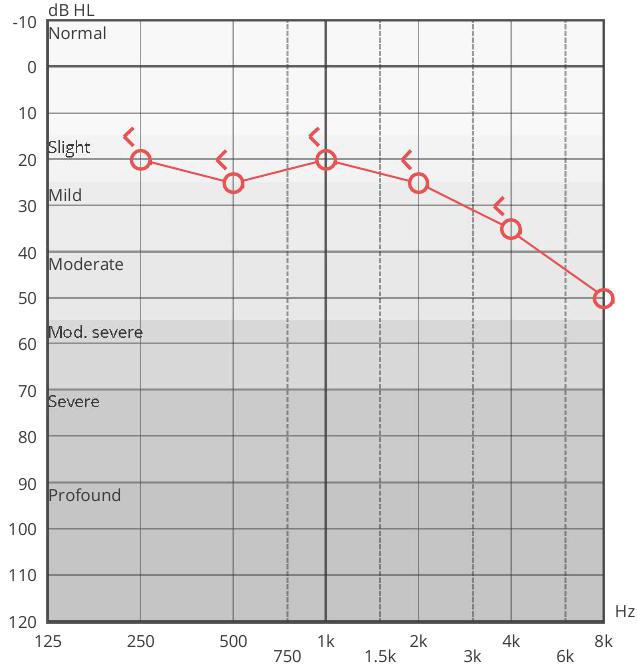 dB HL
-10
Normal
0
10
Slight
20
Mild
30
40
Moderate
50
Mod. severe
60
70
Severe
80
90
Profound
100
110
120
Hz
125 250 500 1k 2k 4k 8k
750 1.5k 3k 6k